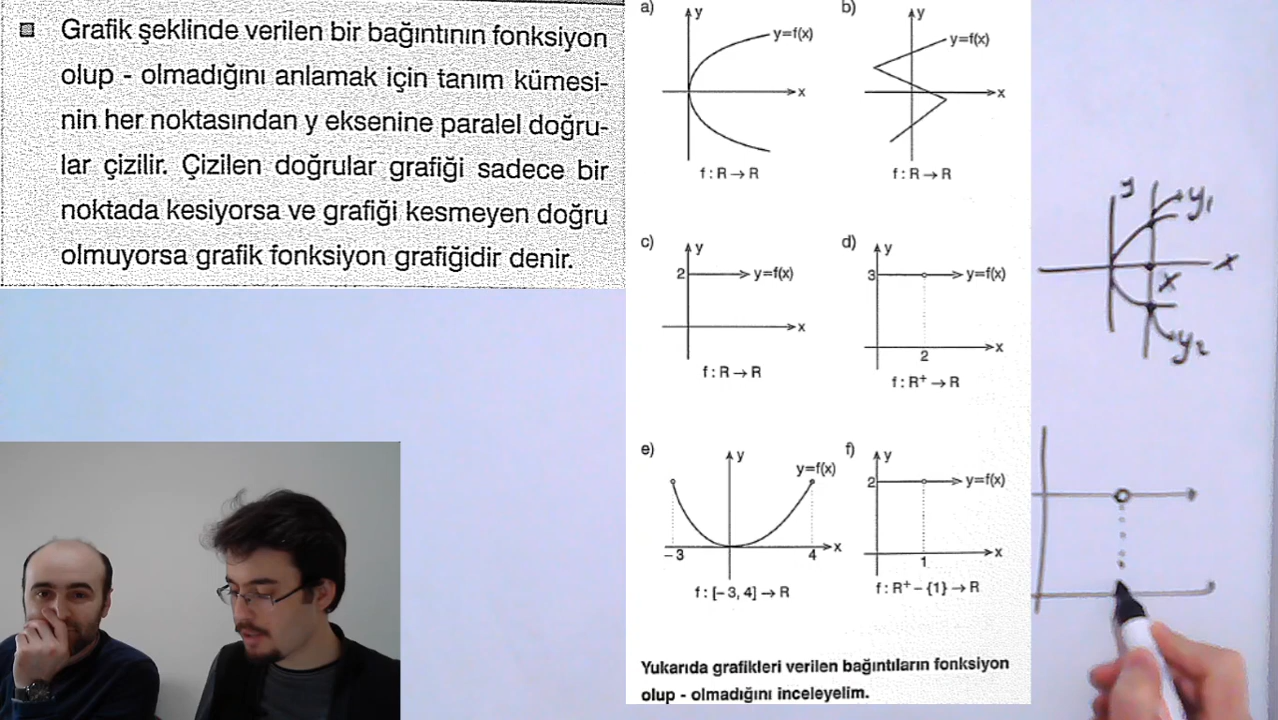 Grafik şeklinde verilen bir bağıntının fonksiyon
olup - olmadığını anlamak için tanım kümesi-
nin her noktasından y eksenine paralel doğru-
lar çizilir. Çizilen doğrular grafiği sadece bir
noktada kesiyorsa ve grafiği kesmeyen doğru
olmuyorsa grafik fonksiyon grafiğidir denir.
a) y y=f(x) x
f : R → R
b) y y=f(x) x
f : R → R
c) y 2 y=f(x) x
f : R → R
d) y 3 y=f(x) 2 x
f : R⁺ → R
e) y y=f(x) -3 4 x
f : [-3, 4] → R
f) y 2 y=f(x) 1 x
f : R⁺ - {1} → R
Yukarıda grafikleri verilen bağıntıların fonksiyon
olup - olmadığını inceleyelim.
y y₁
x x
y₂